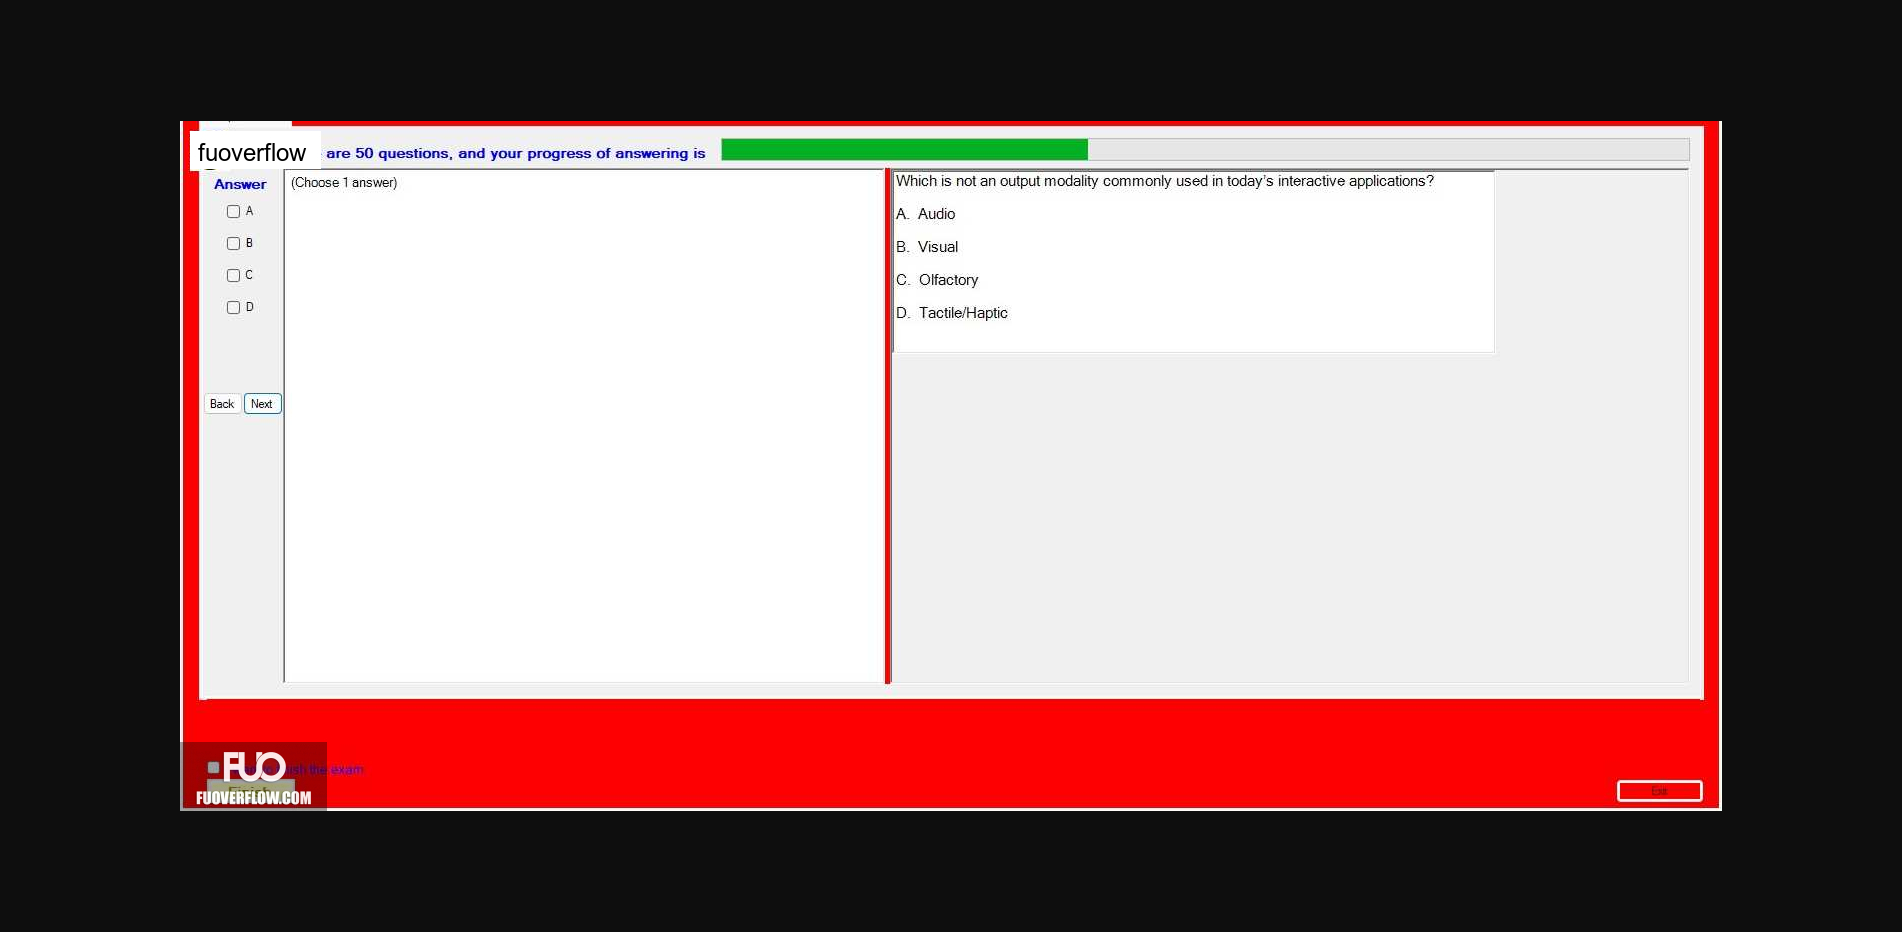 fuoverflow are 50 questions, and your progress of answering is
Answer
(Choose 1 answer)
A
B
C
D
Back Next
Which is not an output modality commonly used in today's interactive applications?
A. Audio
B. Visual
C. Olfactory
D. Tactile/Haptic
FUO
the exam
Finish
FUOVERFLOW.COM
Exit